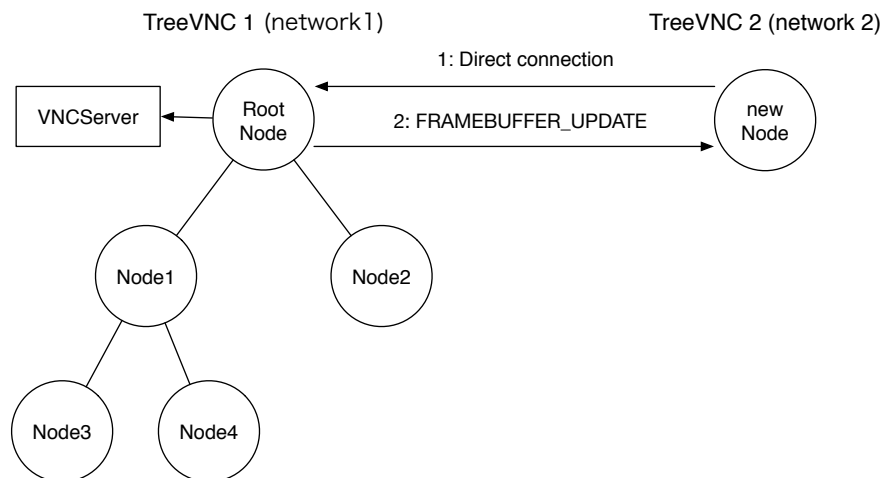 TreeVNC 1 (network1)
TreeVNC 2 (network 2)
1: Direct connection
VNCServer
Root
Node
2: FRAMEBUFFER_UPDATE
new
Node
Node1
Node2
Node3
Node4